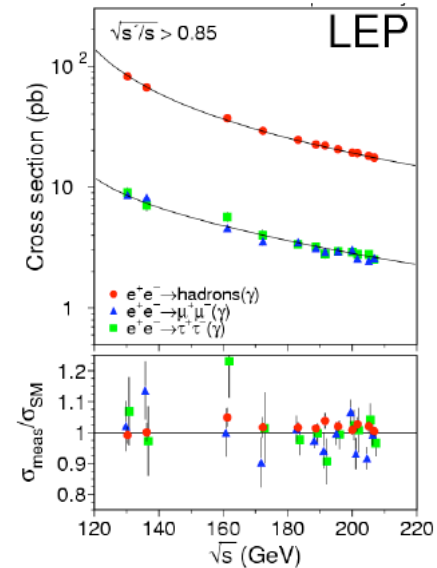 √s´/s > 0.85
LEP
Cross section (pb)
10²
10
1
e⁺e⁻→hadrons(γ)
e⁺e⁻→μ⁺μ⁻(γ)
e⁺e⁻→τ⁺τ⁻(γ)
σmeas/σSM
1.2
1.1
1
0.9
0.8
120 140 160 180 200 220
√s (GeV)